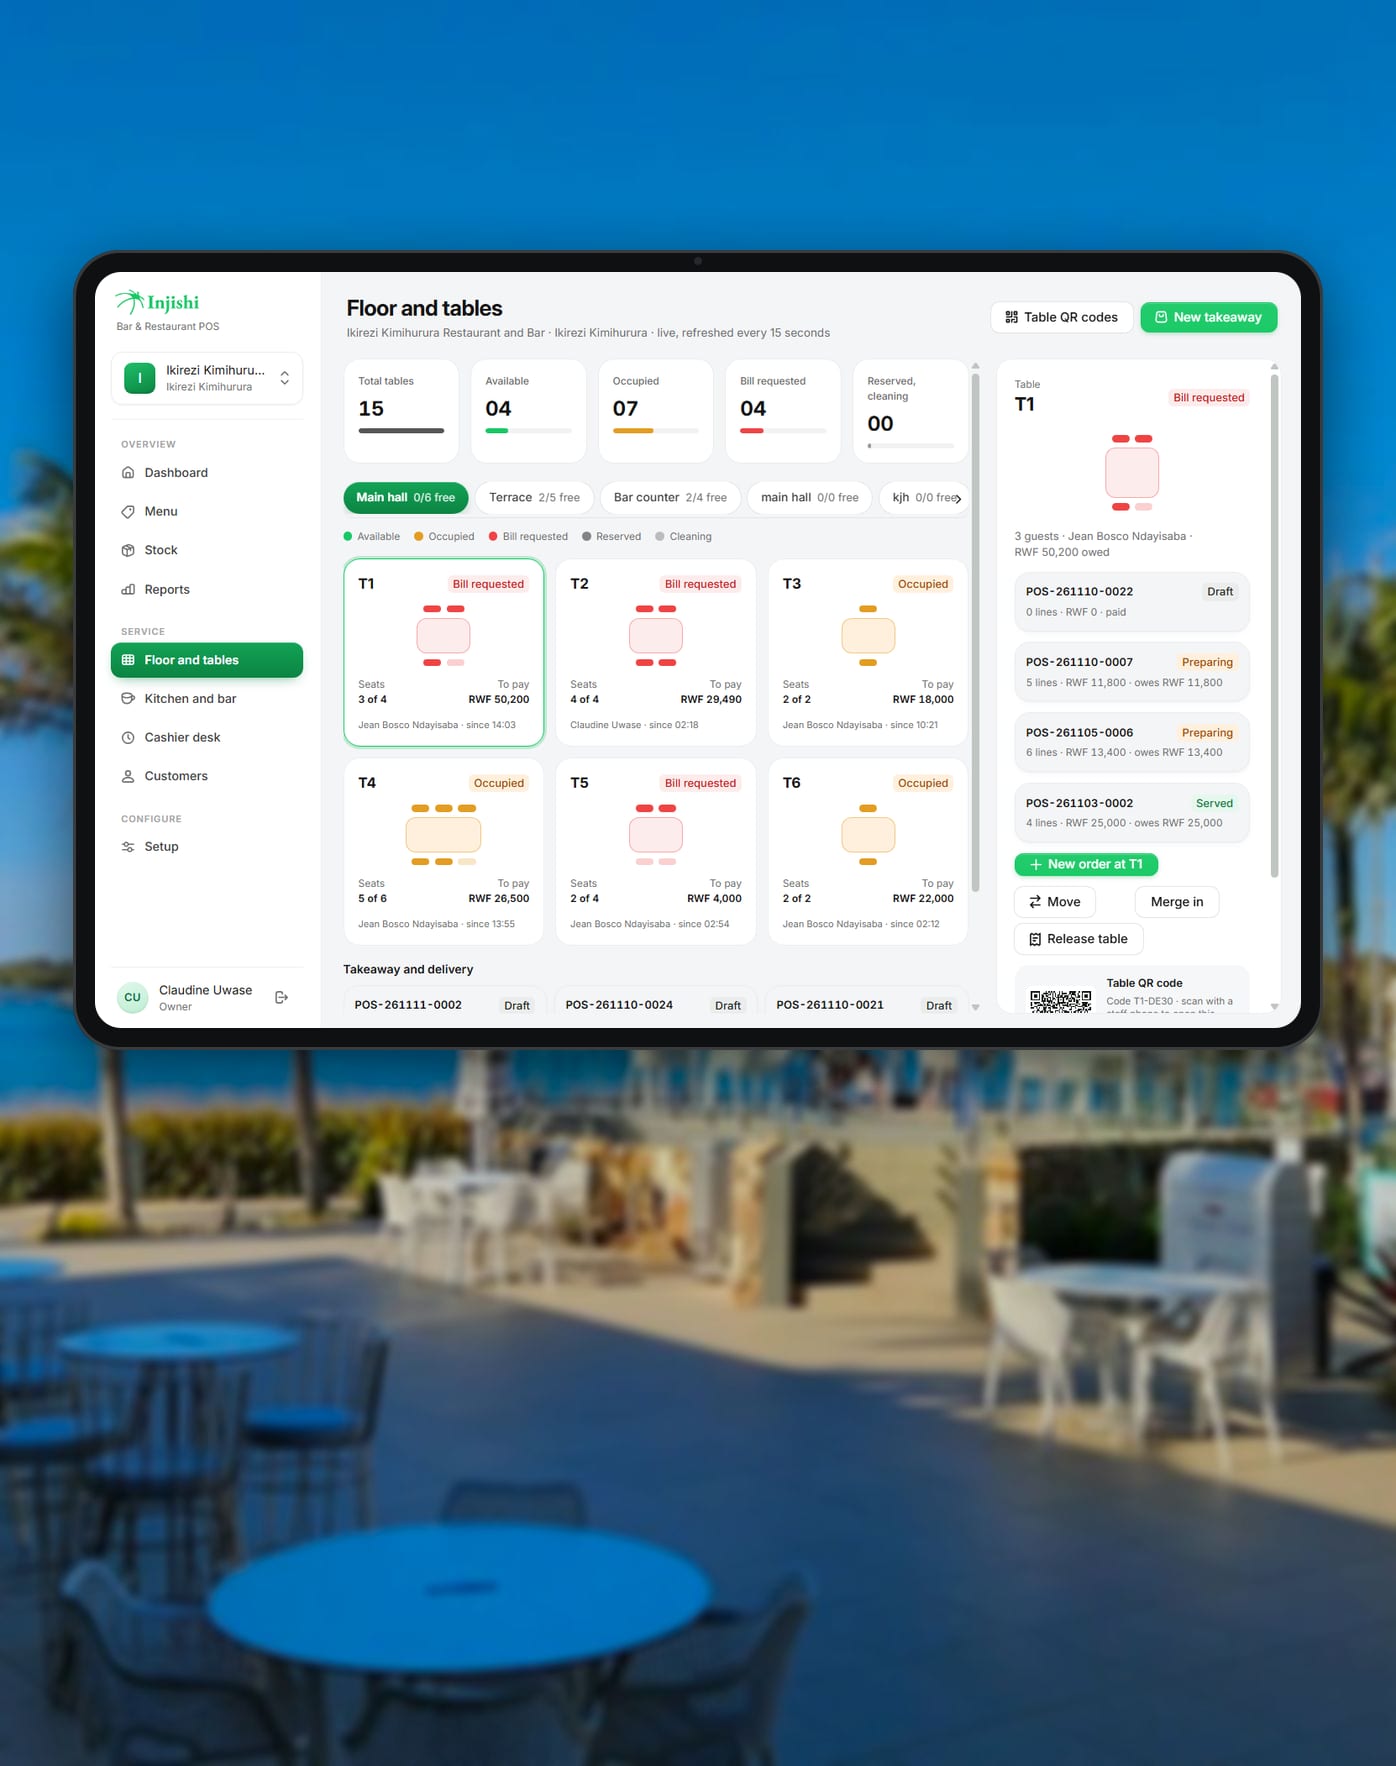 Injishi
Bar & Restaurant POS
I
Ikirezi Kimihuru...
Ikirezi Kimihurura
OVERVIEW
Dashboard
Menu
Stock
Reports
SERVICE
Floor and tables
Kitchen and bar
Cashier desk
Customers
CONFIGURE
Setup
CU
Claudine Uwase
Owner
Floor and tables
Ikirezi Kimihurura Restaurant and Bar · Ikirezi Kimihurura · live, refreshed every 15 seconds
Table QR codes
New takeaway
Total tables
15
Available
04
Occupied
07
Bill requested
04
Reserved,
cleaning
00
Main hall 0/6 free
Terrace 2/5 free
Bar counter 2/4 free
main hall 0/0 free
kjh 0/0 free
Available
Occupied
Bill requested
Reserved
Cleaning
T1 Bill requested
Seats To pay
3 of 4 RWF 50,200
Jean Bosco Ndayisaba · since 14:03
T2 Bill requested
Seats To pay
4 of 4 RWF 29,490
Claudine Uwase · since 02:18
T3 Occupied
Seats To pay
2 of 2 RWF 18,000
Jean Bosco Ndayisaba · since 10:21
T4 Occupied
Seats To pay
5 of 6 RWF 26,500
Jean Bosco Ndayisaba · since 13:55
T5 Bill requested
Seats To pay
2 of 4 RWF 4,000
Jean Bosco Ndayisaba · since 02:54
T6 Occupied
Seats To pay
2 of 2 RWF 22,000
Jean Bosco Ndayisaba · since 02:12
Takeaway and delivery
POS-261111-0002 Draft
POS-261110-0024 Draft
POS-261110-0021 Draft
Table
T1
Bill requested
3 guests · Jean Bosco Ndayisaba ·
RWF 50,200 owed
POS-261110-0022 Draft
0 lines · RWF 0 · paid
POS-261110-0007 Preparing
5 lines · RWF 11,800 · owes RWF 11,800
POS-261105-0006 Preparing
6 lines · RWF 13,400 · owes RWF 13,400
POS-261103-0002 Served
4 lines · RWF 25,000 · owes RWF 25,000
+ New order at T1
Move
Merge in
Release table
Table QR code
Code T1-DE30 · scan with a